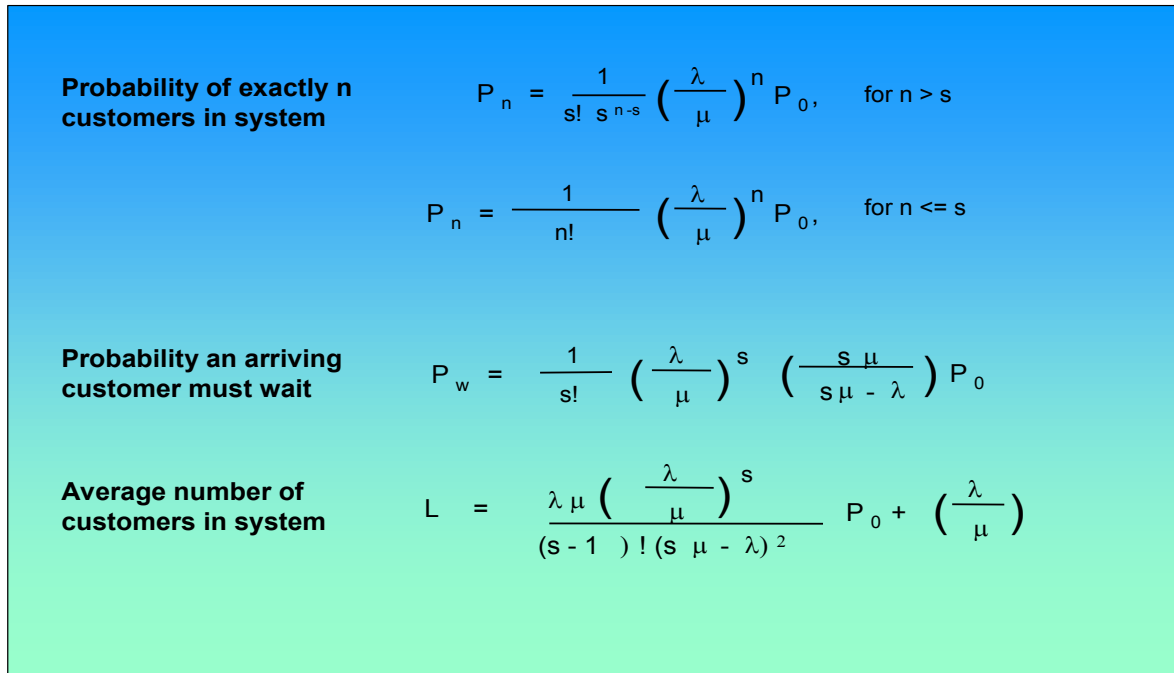 Probability of exactly n customers in system
P n = 1 / s! s^n-s ( λ / μ )^n P 0, for n > s
P n = 1 / n! ( λ / μ )^n P 0, for n <= s
Probability an arriving customer must wait
P w = 1 / s! ( λ / μ )^s ( s μ / s μ - λ ) P 0
Average number of customers in system
L = λ μ ( λ / μ )^s / (s - 1 ) ! (s μ - λ) ^2 P 0 + ( λ / μ )